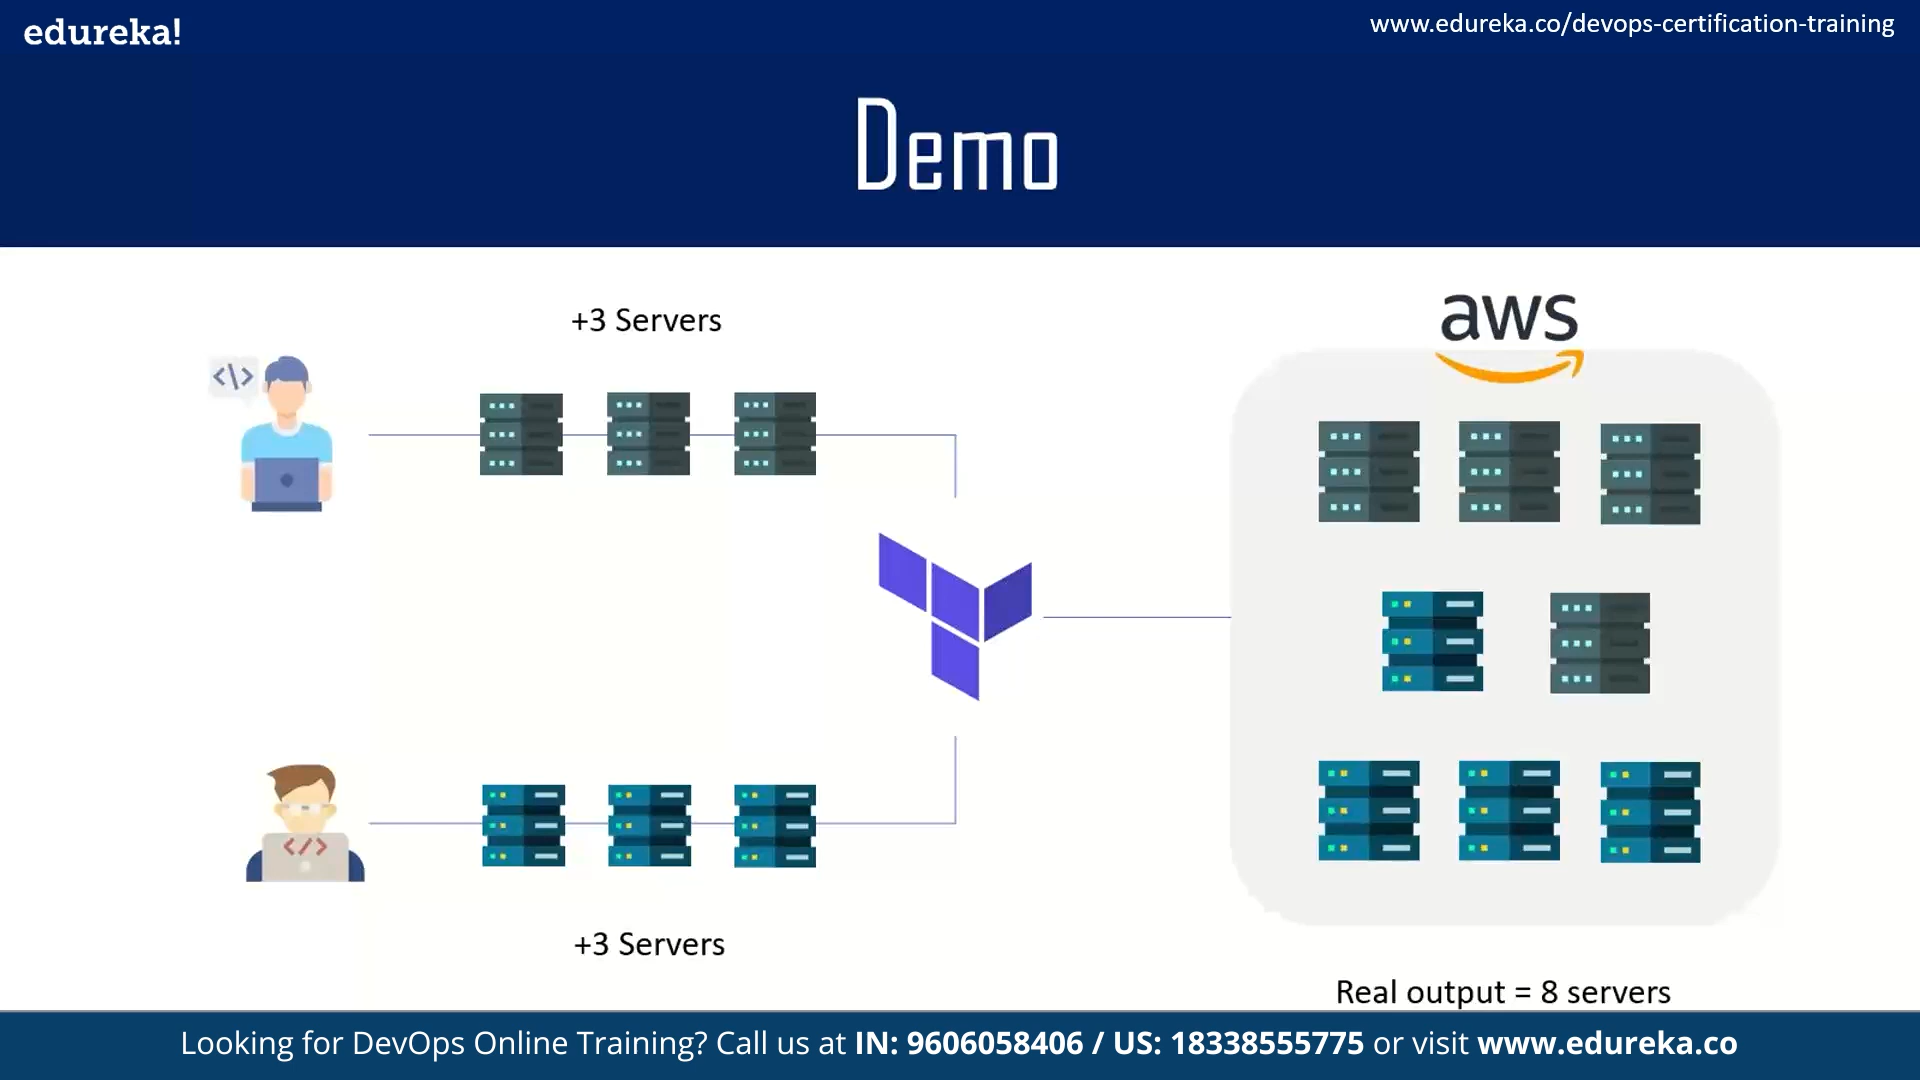 edureka!
www.edureka.co/devops-certification-training
Demo
+3 Servers
aws
</>
</>
+3 Servers
Real output = 8 servers
Looking for DevOps Online Training? Call us at IN: 9606058406 / US: 18338555775 or visit www.edureka.co